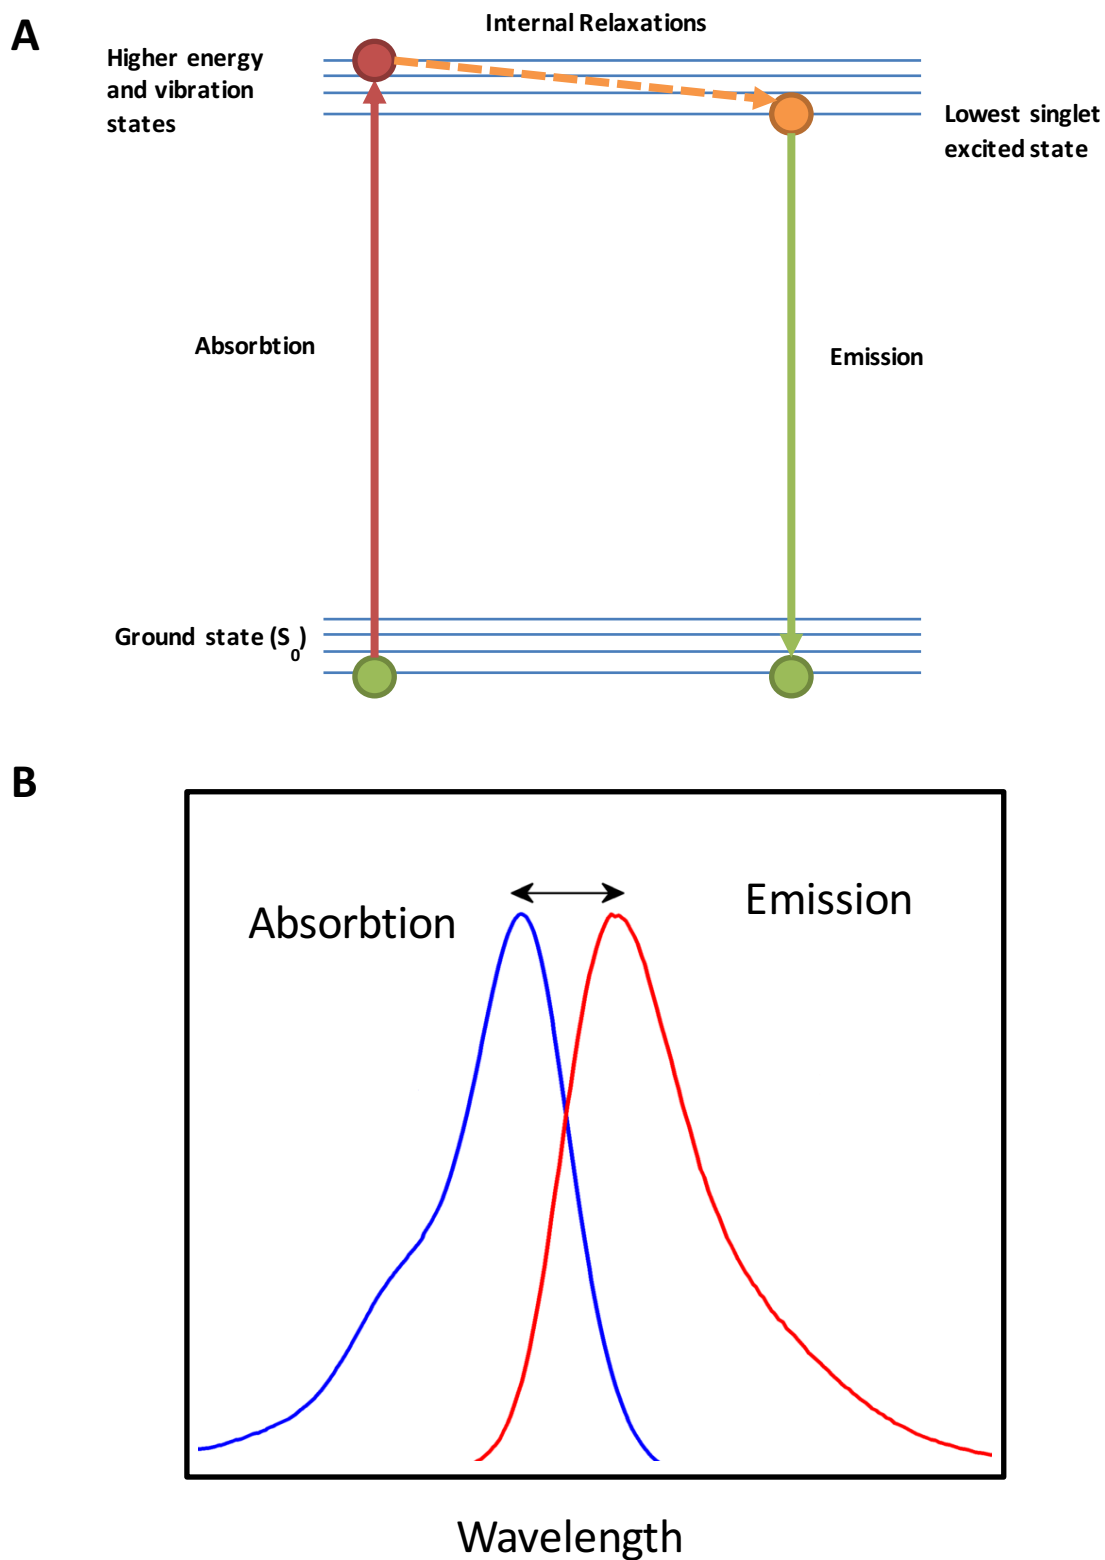 A
Internal Relaxations
Higher energy
and vibration
states
Lowest singlet
excited state
Absorbtion
Emission
Ground state (S0)
B
Absorbtion
Emission
Wavelength